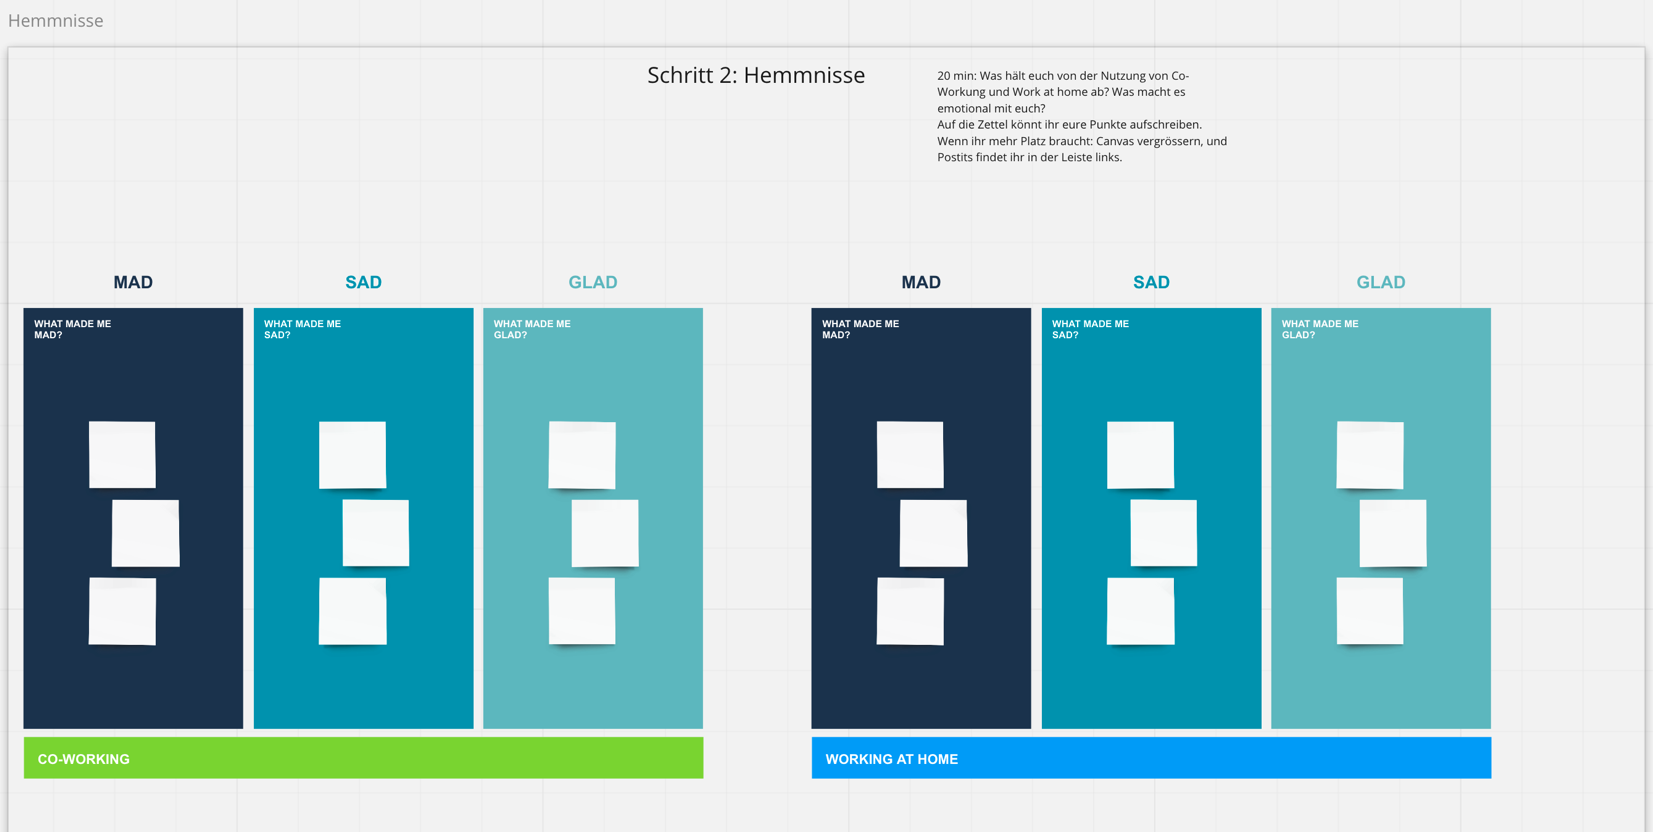 Hemmnisse
Schritt 2: Hemmnisse
20 min: Was hält euch von der Nutzung von Co-
Workung und Work at home ab? Was macht es
emotional mit euch?
Auf die Zettel könnt ihr eure Punkte aufschreiben.
Wenn ihr mehr Platz braucht: Canvas vergrössern, und
Postits findet ihr in der Leiste links.
MAD
SAD
GLAD
WHAT MADE ME
MAD?
WHAT MADE ME
SAD?
WHAT MADE ME
GLAD?
CO-WORKING
MAD
SAD
GLAD
WHAT MADE ME
MAD?
WHAT MADE ME
SAD?
WHAT MADE ME
GLAD?
WORKING AT HOME